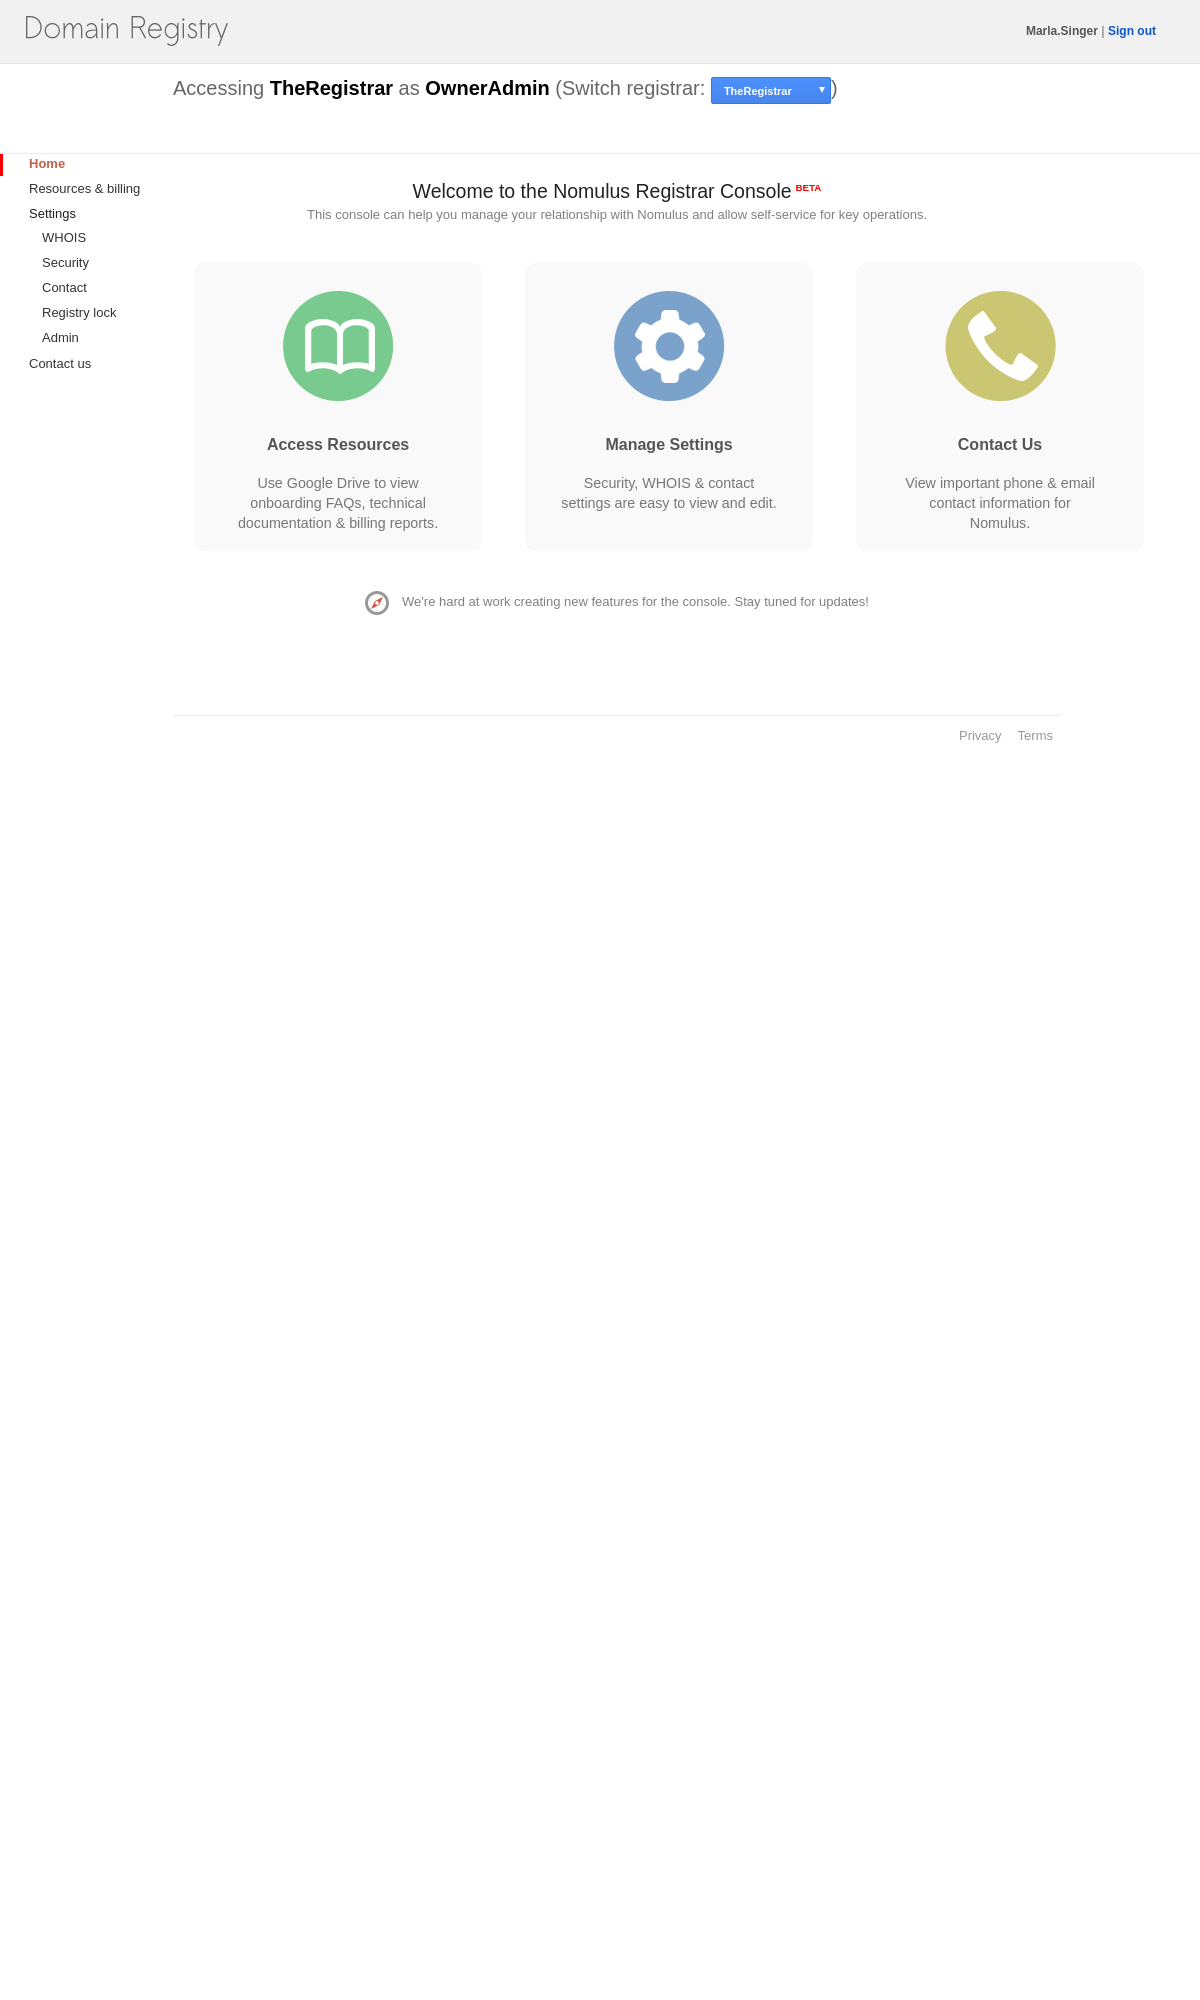 Domain Registry
Marla.Singer | Sign out
Accessing TheRegistrar as OwnerAdmin (Switch registrar: TheRegistrar ▼)
Home
Resources & billing
Settings
WHOIS
Security
Contact
Registry lock
Admin
Contact us
Welcome to the Nomulus Registrar Console BETA
This console can help you manage your relationship with Nomulus and allow self-service for key operations.
Access Resources
Use Google Drive to view
onboarding FAQs, technical
documentation & billing reports.
Manage Settings
Security, WHOIS & contact
settings are easy to view and edit.
Contact Us
View important phone & email
contact information for
Nomulus.
We're hard at work creating new features for the console. Stay tuned for updates!
Privacy Terms